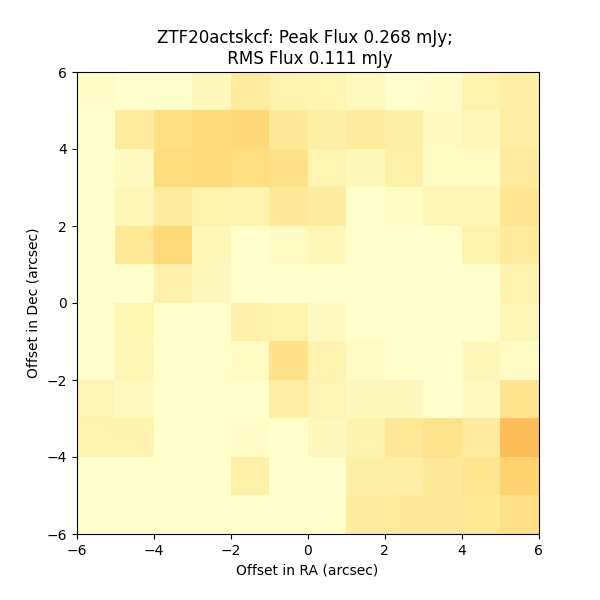 ZTF20actskcf: Peak Flux 0.268 mJy;
RMS Flux 0.111 mJy
6
4
2
0
−2
−4
−6
Offset in Dec (arcsec)
−6 −4 −2 0 2 4 6
Offset in RA (arcsec)